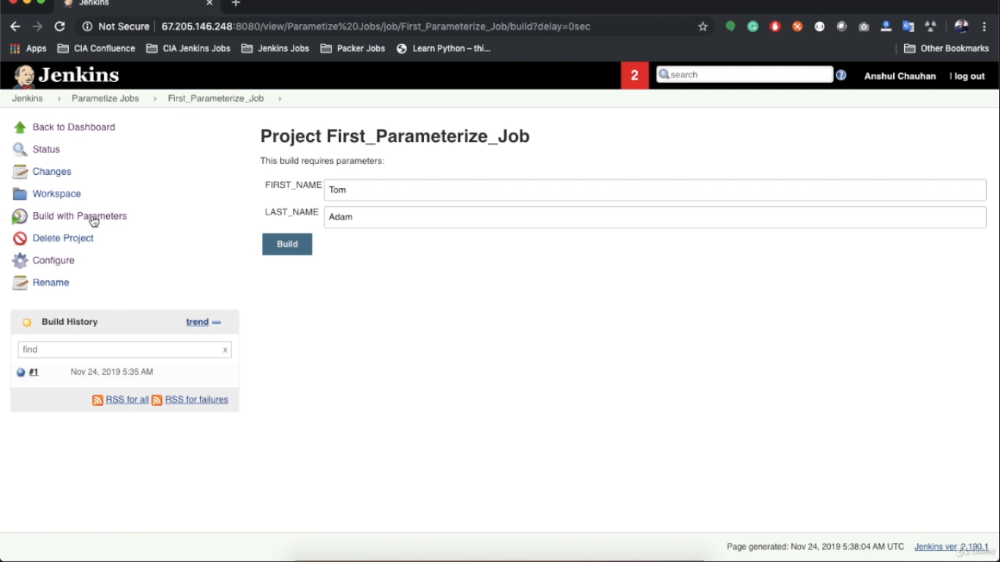 Jenkins
Not Secure
67.205.146.248:8080/view/Parametize%20Jobs/job/First_Parameterize_Job/build?delay=0sec
Apps
CIA Confluence
CIA Jenkins Jobs
Jenkins Jobs
Packer Jobs
Learn Python – thi...
Other Bookmarks
Jenkins
2
search
Anshul Chauhan
| log out
Jenkins
Parametize Jobs
First_Parameterize_Job
Back to Dashboard
Status
Changes
Workspace
Build with Parameters
Delete Project
Configure
Rename
Project First_Parameterize_Job
This build requires parameters:
FIRST_NAME
Tom
LAST_NAME
Adam
Build
Build History
trend
find
x
#1
Nov 24, 2019 5:35 AM
RSS for all
RSS for failures
Page generated: Nov 24, 2019 5:38:04 AM UTC
Jenkins ver. 2.190.1
Udemy